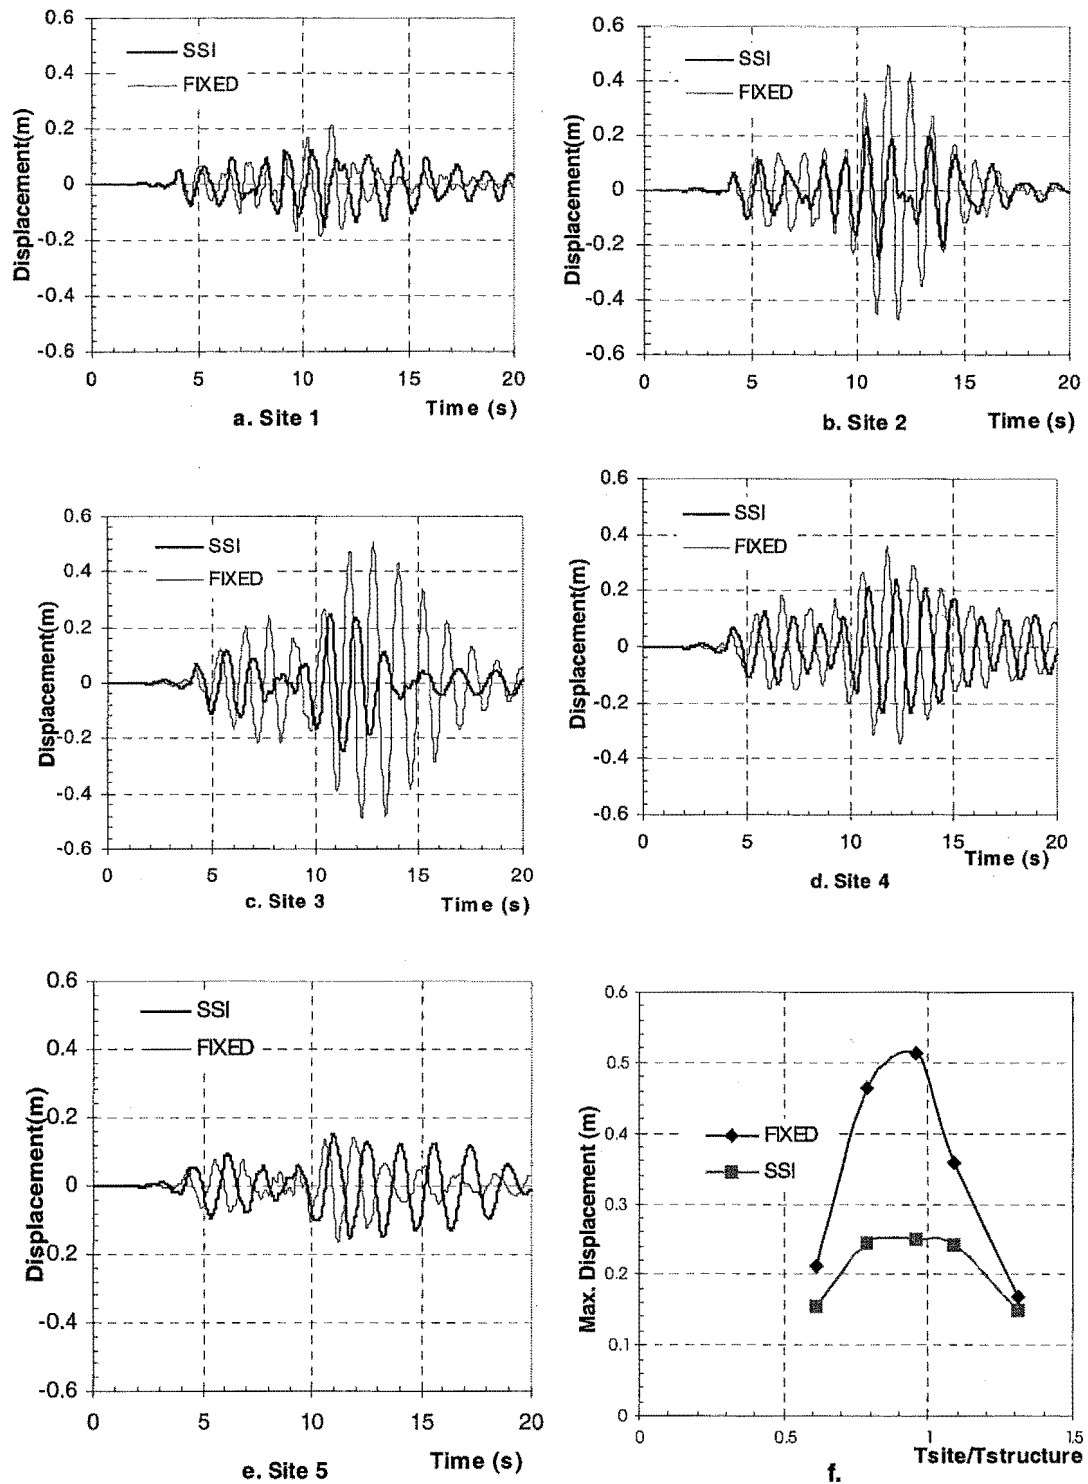 0.6
0.4
0.2
0
-0.2
-0.4
-0.6
Displacement(m)
SSI
FIXED
0 5 10 15 20
Time (s)
a. Site 1
0.6
0.4
0.2
0
-0.2
-0.4
-0.6
Displacement(m)
SSI
FIXED
0 5 10 15 20
b. Site 2 Time (s)
0.6
0.4
0.2
0
-0.2
-0.4
-0.6
Displacement(m)
SSI
FIXED
0 5 10 15 20
c. Site 3 Time (s)
0.6
0.4
0.2
0
-0.2
-0.4
-0.6
Displacement(m)
SSI
FIXED
0 5 10 15 20
Time (s)
d. Site 4
0.6
0.4
0.2
0
-0.2
-0.4
-0.6
Displacement(m)
SSI
FIXED
0 5 10 15 20
e. Site 5 Time (s)
0.6
0.5
0.4
0.3
0.2
0.1
0
Max. Displacement (m)
FIXED
SSI
0 0.5 1 1.5
Tsite/Tstructure
f.